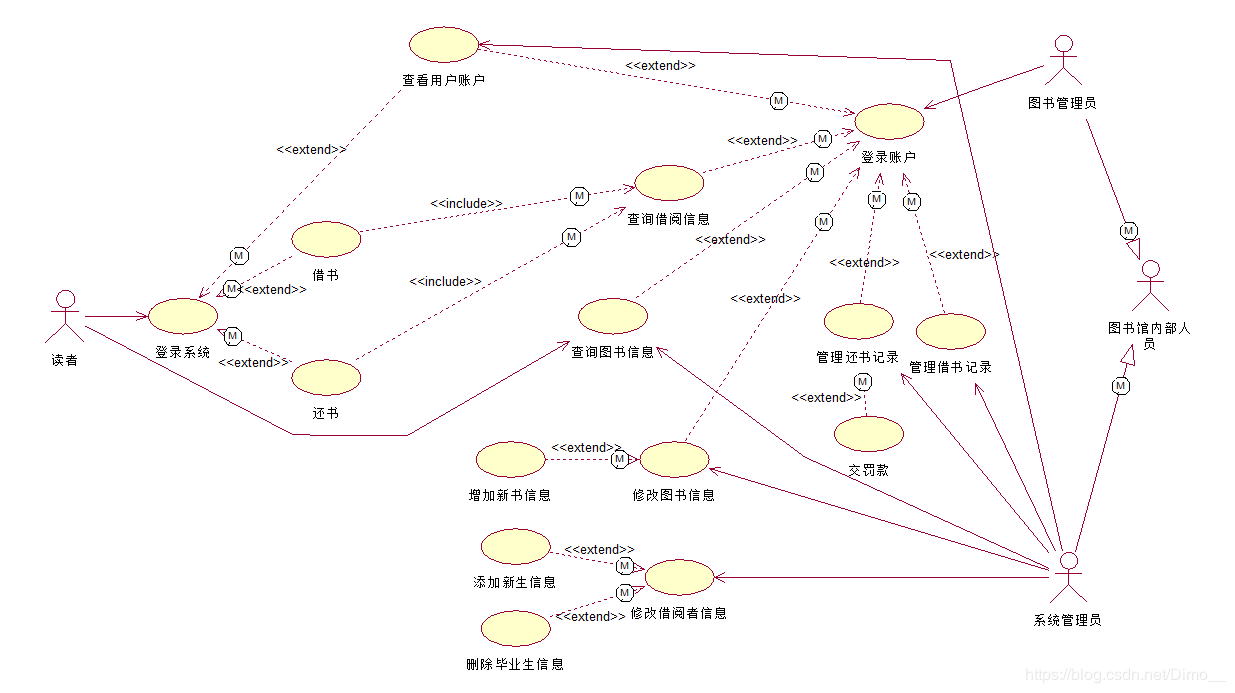 查看用户账户
<<extend>>
M
图书管理员
<<extend>>
M
登录账户
<<extend>>
M
M
M
M
M
<<include>>
M
查询借阅信息
M
<<extend>>
M
借书
M
<<extend>>
<<include>>
<<extend>>
<<extend>>
<<extend>>
<<extend>>
读者
登录系统
M
<<extend>>
还书
查询图书信息
管理还书记录
管理借书记录
图书馆内部人
员
M
M
<<extend>>
交罚款
<<extend>>
M
增加新书信息
修改图书信息
<<extend>>
M
添加新生信息
M
<<extend>>
修改借阅者信息
删除毕业生信息
系统管理员
https://blog.csdn.net/Dimo__